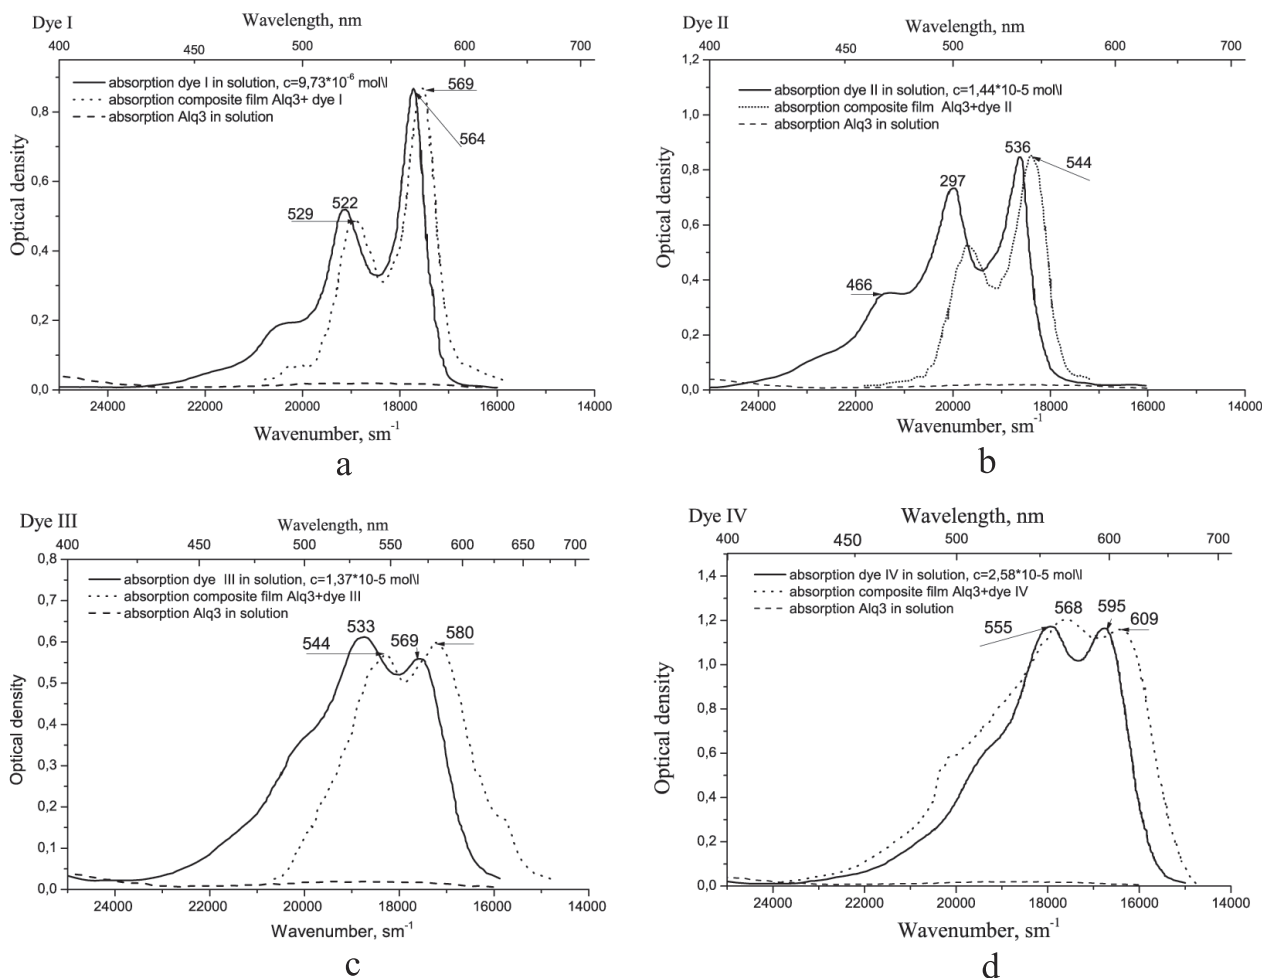 Dye I
Wavelength, nm
400 450 500 550 600 700
absorption dye I in solution, c=9,73*10-6 mol\l
absorption composite film Alq3+ dye I
absorption Alq3 in solution
569
564
522
529
Optical density
0,8
0,6
0,4
0,2
0,0
24000 22000 20000 18000 16000 14000
Wavenumber, sm-1
a
Dye II
Wavelength, nm
400 450 500 550 600 700
1,2
1,0
0,8
0,6
0,4
0,2
0,0
absorption dye II in solution, c=1,44*10-5 mol\l
absorption composite film Alq3+dye II
absorption Alq3 in solution
536
544
297
466
Optical density
24000 22000 20000 18000 16000 14000
Wavenumber, sm-1
b
Dye III
Wavelength, nm
400 450 500 550 600 650 700
0,8
0,7
0,6
0,5
0,4
0,3
0,2
0,1
0,0
absorption dye III in solution, c=1,37*10-5 mol\l
absorption composite film Alq3+dye III
absorption Alq3 in solution
533
544
569
580
Optical density
24000 22000 20000 18000 16000 14000
Wavenumber, sm-1
c
Dye IV
Wavelength, nm
400 450 500 600 700
1,4
1,2
1,0
0,8
0,6
0,4
0,2
0,0
absorption dye IV in solution, c=2,58*10-5 mol\l
absorption composite film Alq3+dye IV
absorption Alq3 in solution
555
568
595
609
Optical density
24000 22000 20000 18000 16000 14000
Wavenumber, sm-1
d